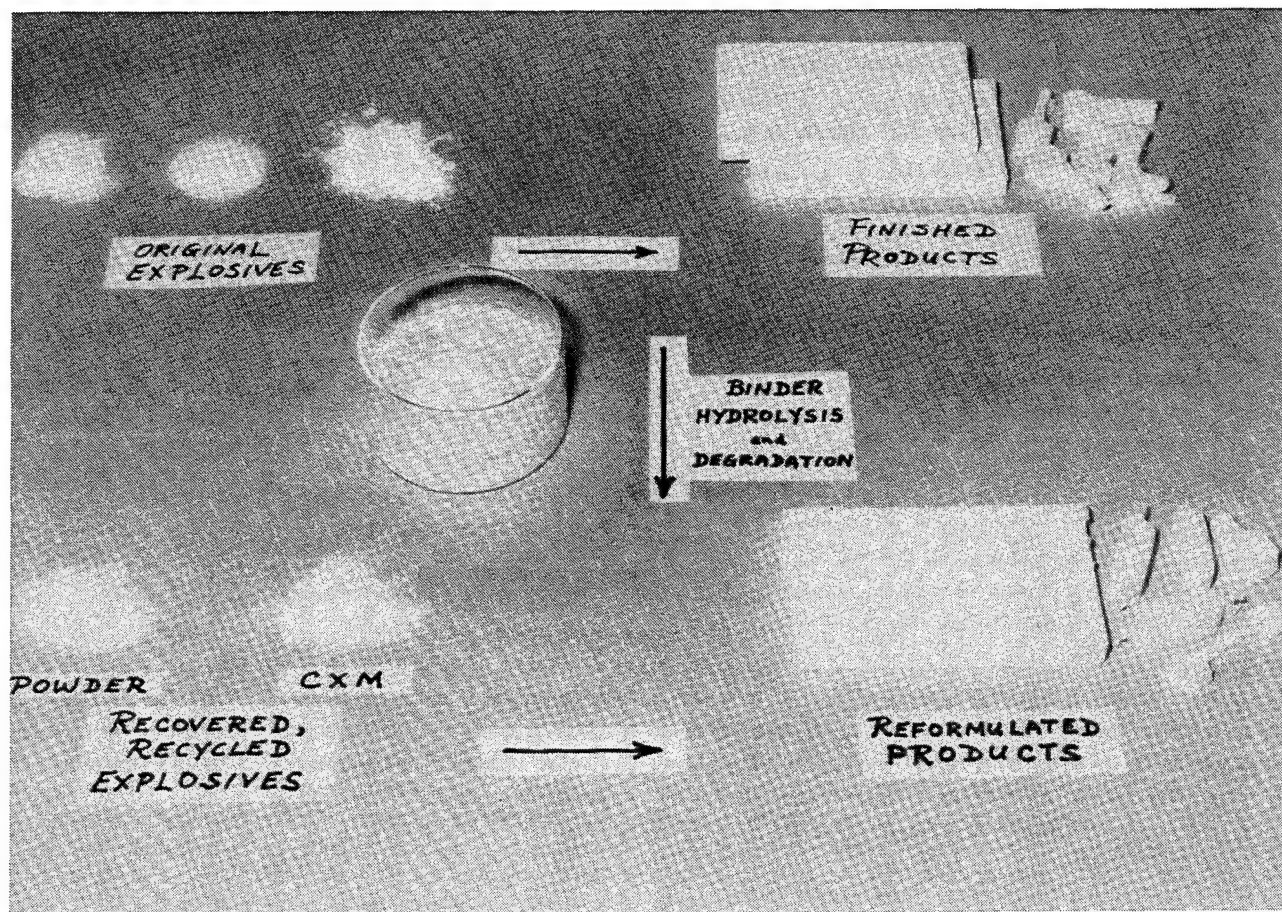 ORIGINAL
EXPLOSIVES
FINISHED
PRODUCTS
BINDER
HYDROLYSIS
and
DEGRADATION
POWDER
CXM
RECOVERED,
RECYCLED
EXPLOSIVES
REFORMULATED
PRODUCTS